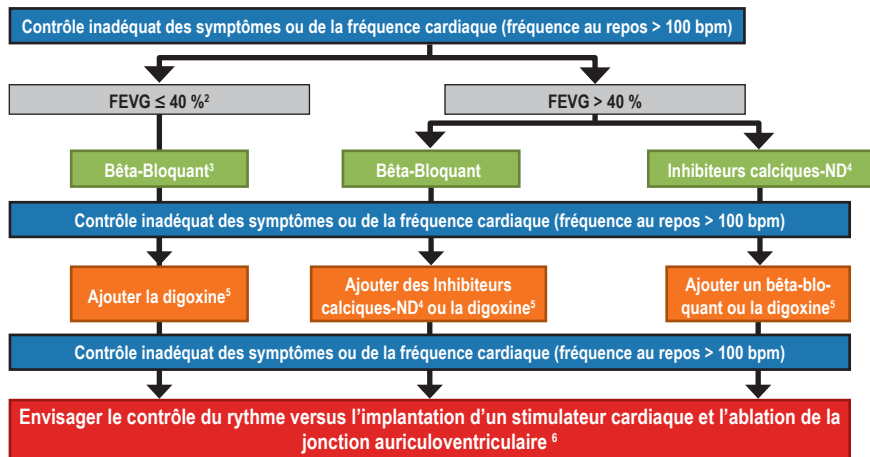 Contrôle inadéquat des symptômes ou de la fréquence cardiaque (fréquence au repos > 100 bpm)
FEVG ≤ 40 %²
FEVG > 40 %
Bêta-Bloquant³
Bêta-Bloquant
Inhibiteurs calciques-ND⁴
Contrôle inadéquat des symptômes ou de la fréquence cardiaque (fréquence au repos > 100 bpm)
Ajouter la digoxine⁵
Ajouter des Inhibiteurs
calciques-ND⁴ ou la digoxine⁵
Ajouter un bêta-blo-
quant ou la digoxine⁵
Contrôle inadéquat des symptômes ou de la fréquence cardiaque (fréquence au repos > 100 bpm)
Envisager le contrôle du rythme versus l’implantation d’un stimulateur cardiaque et l’ablation de la
jonction auriculoventriculaire ⁶